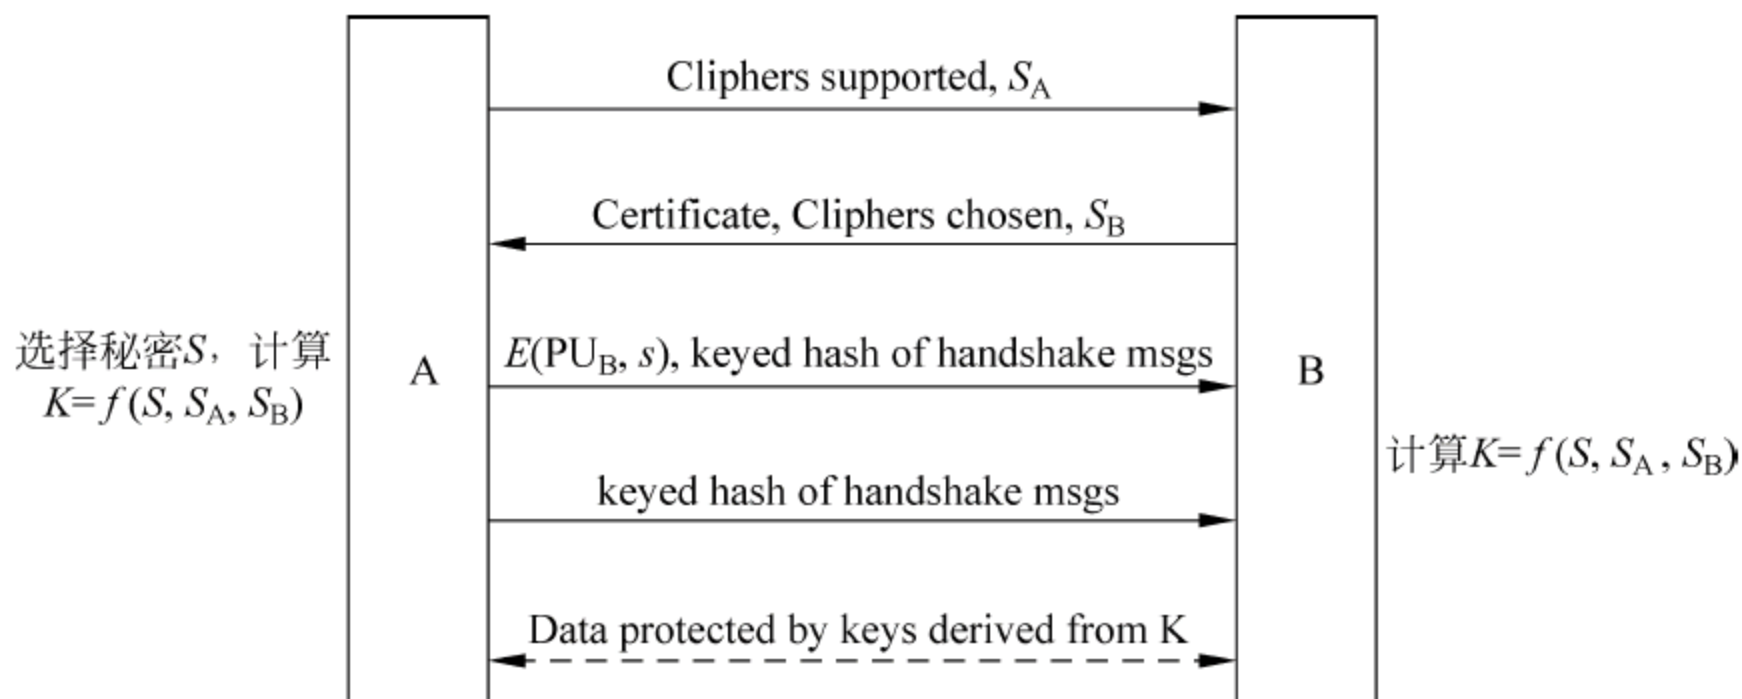 Cliphers supported, SA
Certificate, Cliphers chosen, SB
选择秘密S，计算
K=f(S, SA, SB)
A
E(PUB, s), keyed hash of handshake msgs
B
计算K=f(S, SA, SB)
keyed hash of handshake msgs
Data protected by keys derived from K